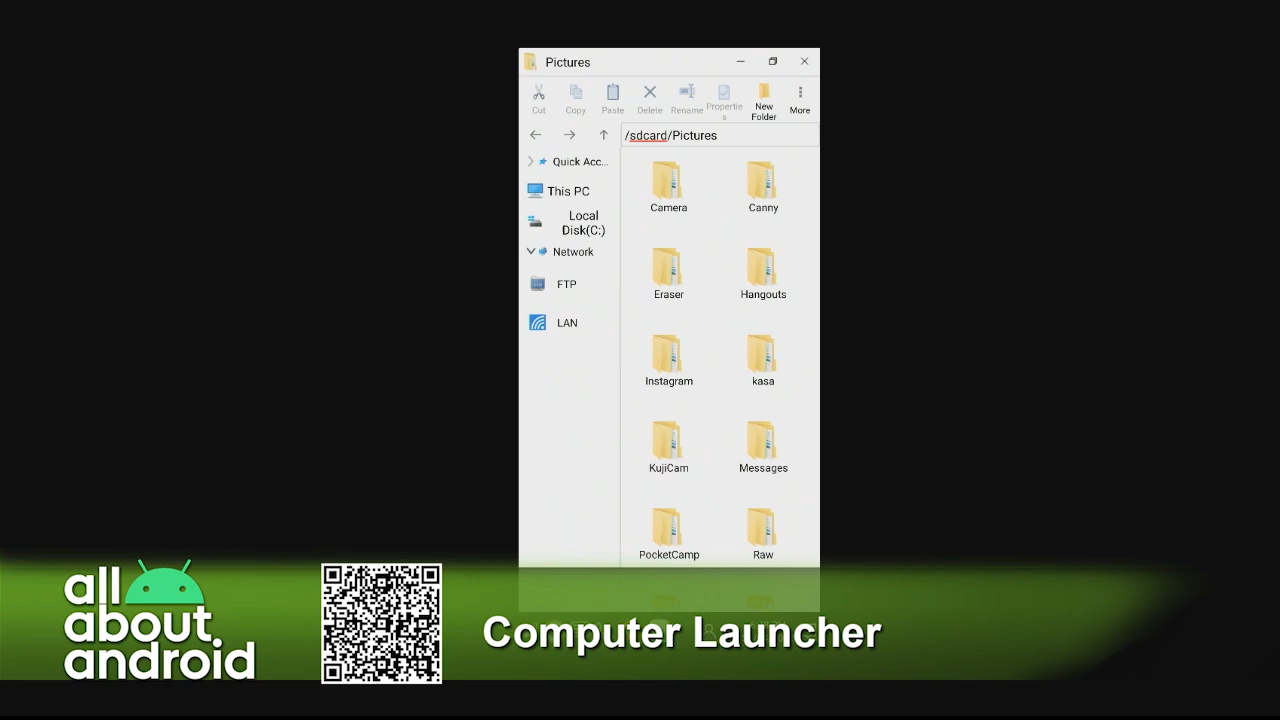 Pictures
Cut Copy Paste Delete Rename Propertie
s New
Folder More
/sdcard/Pictures
Quick Acc...
This PC
Local
Disk(C:)
Network
FTP
LAN
Camera Canny
Eraser Hangouts
Instagram kasa
KujiCam Messages
PocketCamp Raw
all
about
android
Computer Launcher